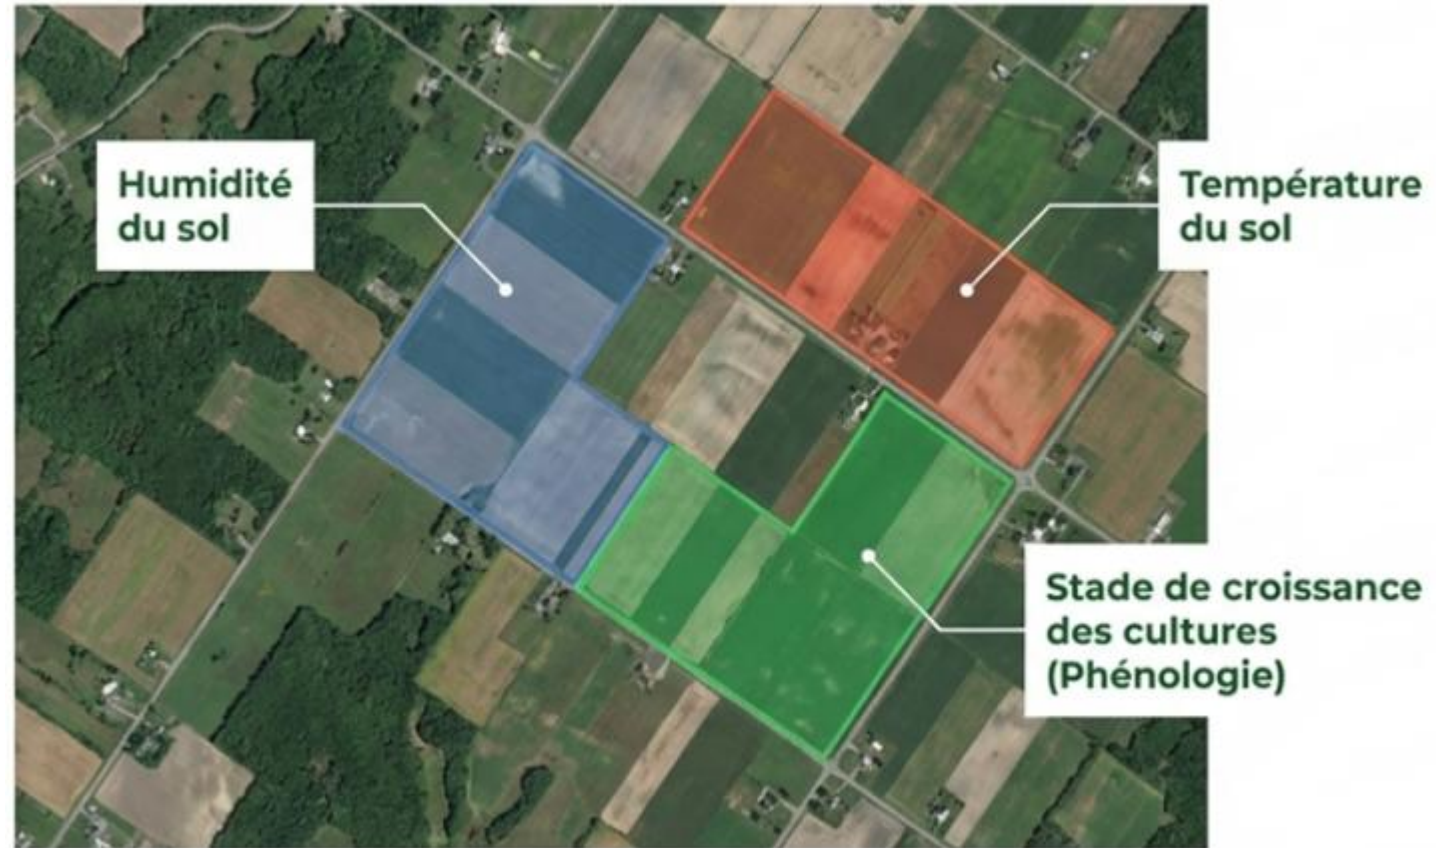 Humidité
du sol
Température
du sol
Stade de croissance
des cultures
(Phénologie)